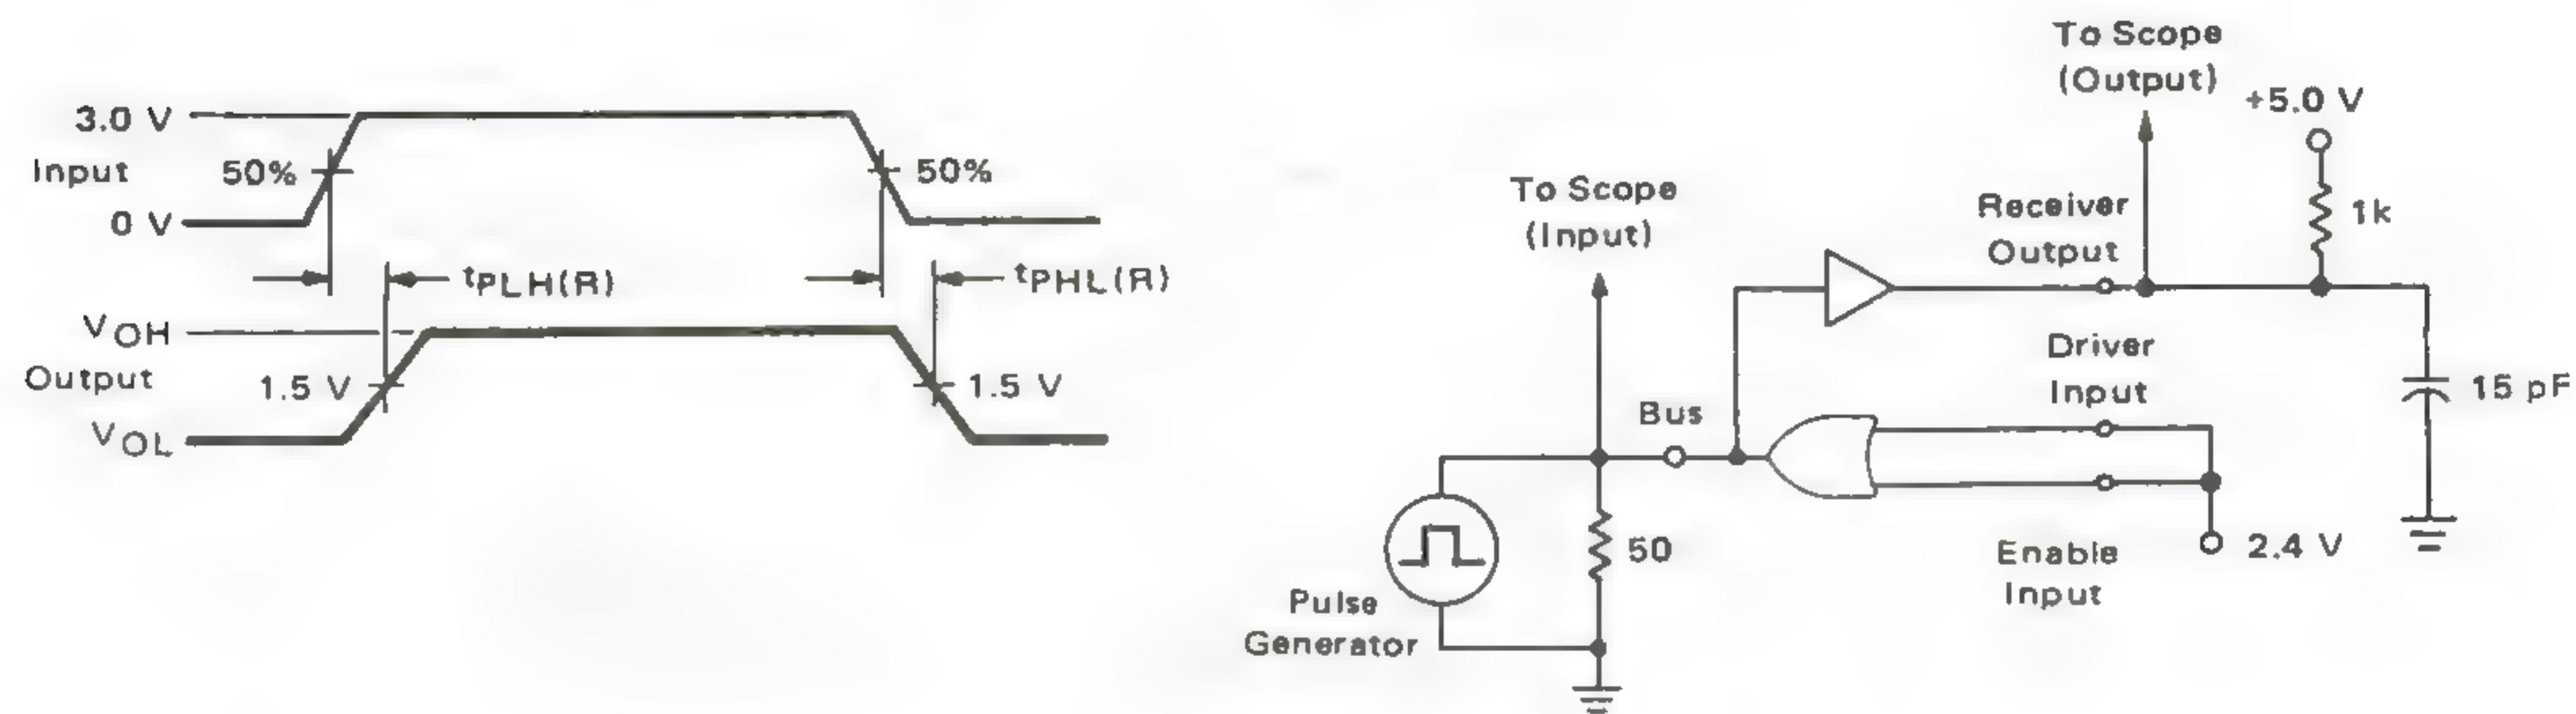 3.0 V
Input
50%
50%
0 V
tPLH(R)
tPHL(R)
VOH
Output
1.5 V
1.5 V
VOL
To Scope
(Output)
+5.0 V
To Scope
(Input)
Receiver
Output
1k
Driver
Input
Bus
15 pF
50
Enable
Input
2.4 V
Pulse
Generator